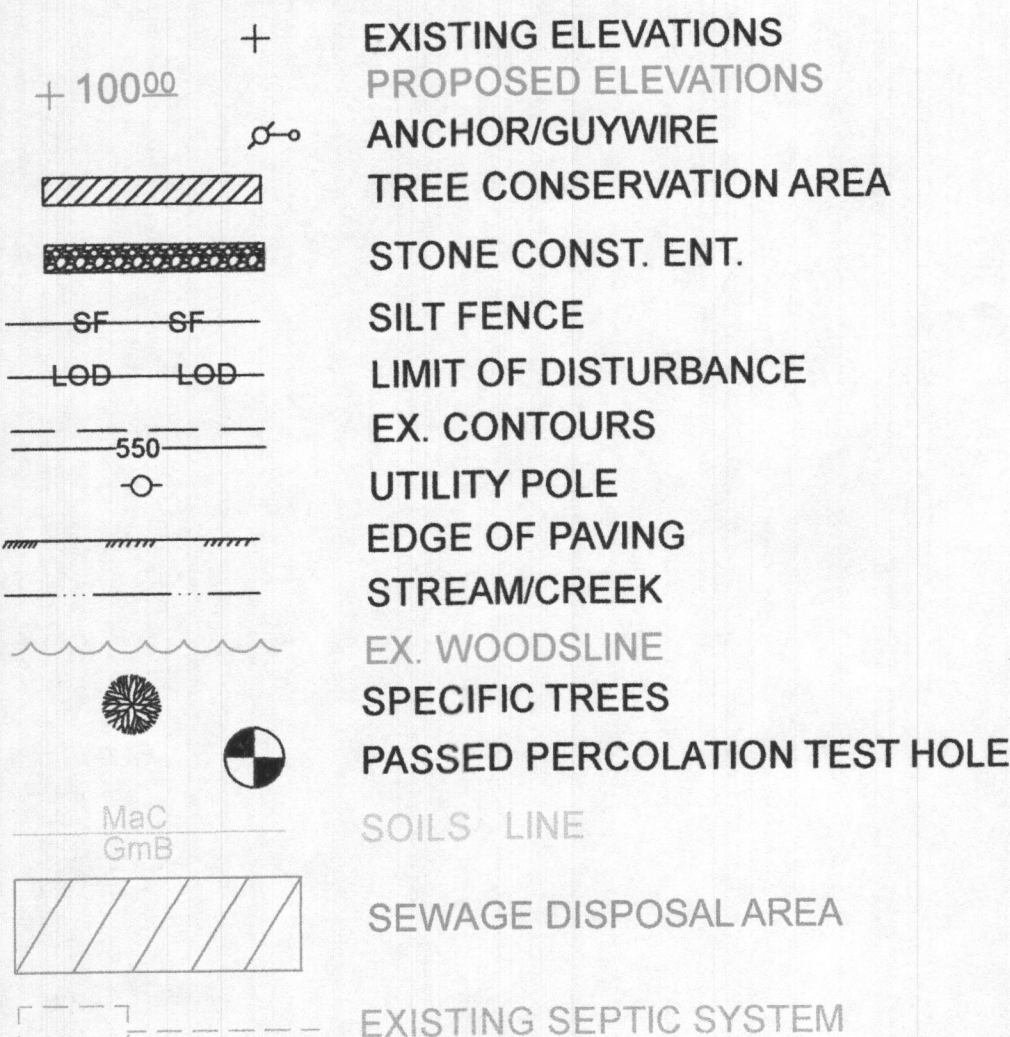 + EXISTING ELEVATIONS
+ 10000 PROPOSED ELEVATIONS
ANCHOR/GUYWIRE
TREE CONSERVATION AREA
STONE CONST. ENT.
SF SF SILT FENCE
LOD LOD LIMIT OF DISTURBANCE
550 EX. CONTOURS
UTILITY POLE
EDGE OF PAVING
STREAM/CREEK
EX. WOODSLINE
SPECIFIC TREES
PASSED PERCOLATION TEST HOLE
MaC
GmB
SOILS LINE
SEWAGE DISPOSAL AREA
EXISTING SEPTIC SYSTEM